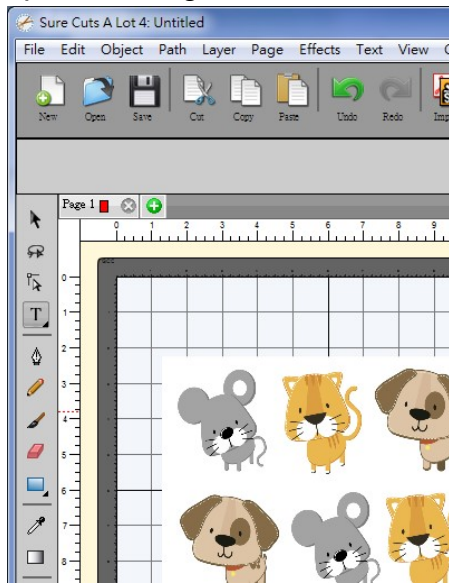 Sure Cuts A Lot 4: Untitled
File Edit Object Path Layer Page Effects Text View
New Open Save Cut Copy Paste Undo Redo Imp
Page 1
0 1 2 3 4 5 6 7 8 9
T
0
1
2
3
4
5
6
7
8